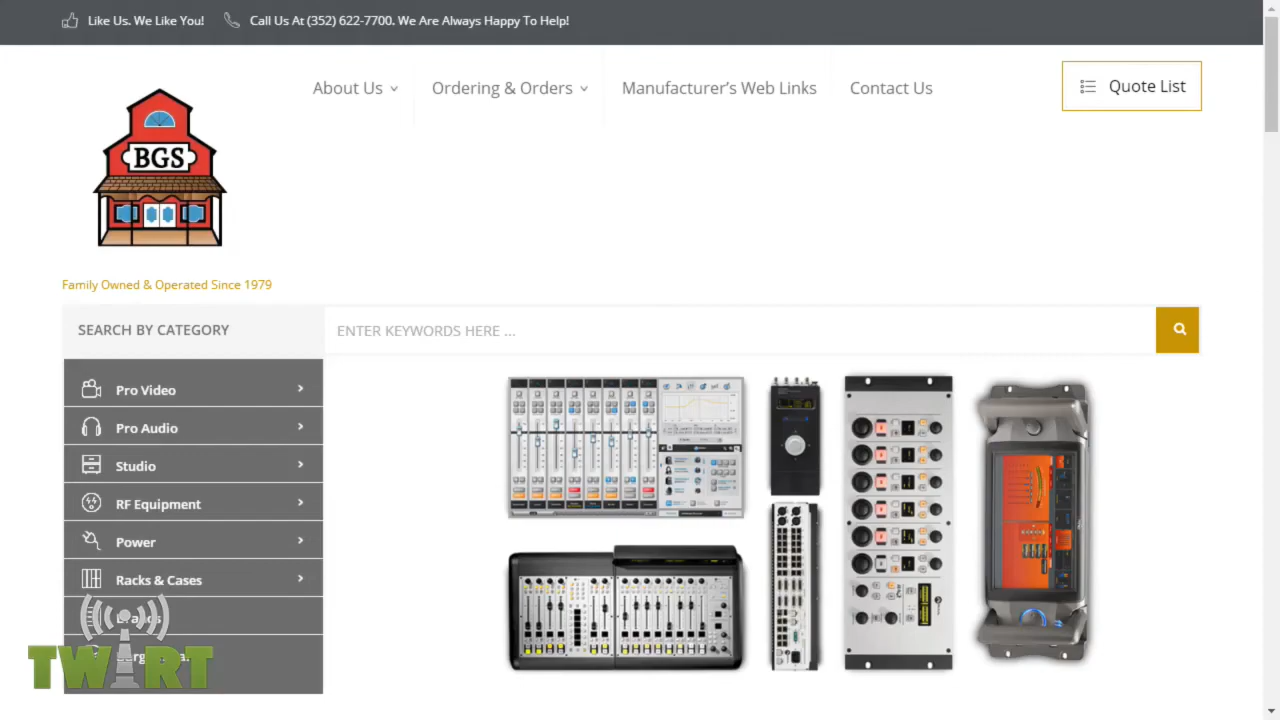 Like Us. We Like You!
Call Us At (352) 622-7700. We Are Always Happy To Help!
About Us
Ordering & Orders
Manufacturer's Web Links
Contact Us
Quote List
BGS
Family Owned & Operated Since 1979
SEARCH BY CATEGORY
ENTER KEYWORDS HERE ...
Pro Video
Pro Audio
Studio
RF Equipment
Power
Racks & Cases
TWiRT